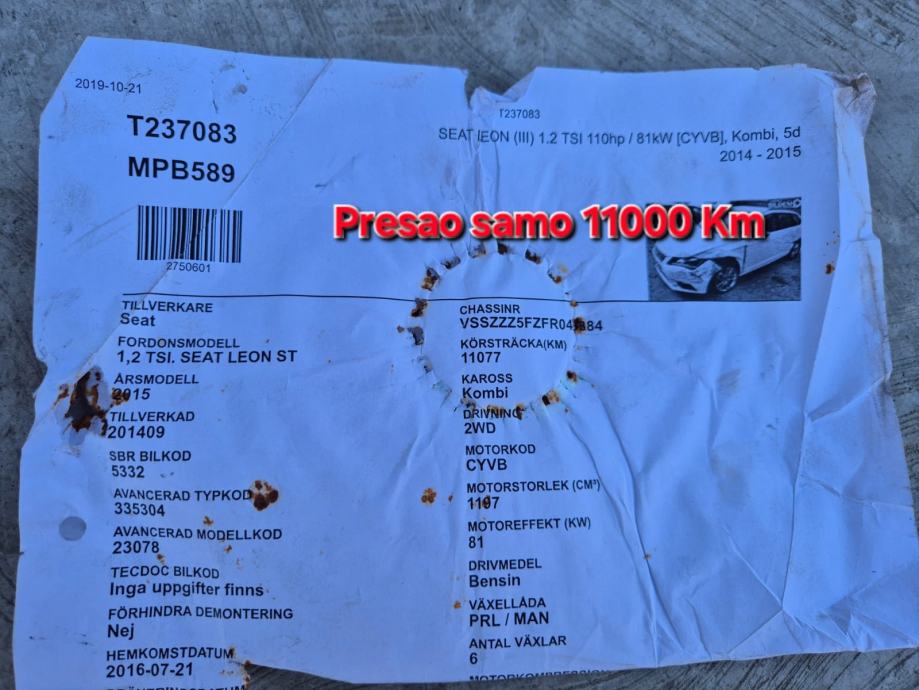 2019-10-21
T237083
T237083
SEAT lEON (III) 1.2 TSI 110hp / 81kW [CYVB], Kombi, 5d
MPB589
2014 - 2015
Presao samo 11000 Km
2750601
TILLVERKARE
Seat
FORDONSMODELL
1,2 TSI. SEAT LEON ST
ÅRSMODELL
2015
TILLVERKAD
201409
SBR BILKOD
5332
AVANCERAD TYPKOD
335304
AVANCERAD MODELLKOD
23078
TECDOC BILKOD
Inga uppgifter finns
FÖRHINDRA DEMONTERING
Nej
HEMKOMSTDATUM
2016-07-21
CHASSINR
KÖRSTRÄCKA(KM)
11077
KAROSS
Kombi
DRIVNING
2WD
MOTORKOD
CYVB
MOTORSTORLEK (CM³)
1197
MOTOREFFEKT (KW)
81
DRIVMEDEL
Bensin
VÄXELLÅDA
PRL / MAN
ANTAL VÄXLAR
6